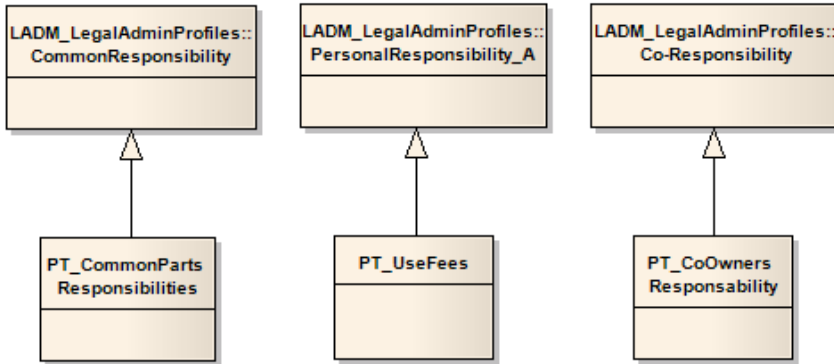 LADM_LegalAdminProfiles::
CommonResponsibility
LADM_LegalAdminProfiles::
PersonalResponsibility_A
LADM_LegalAdminProfiles::
Co-Responsibility
PT_CommonParts
Responsibilities
PT_UseFees
PT_CoOwners
Responsability